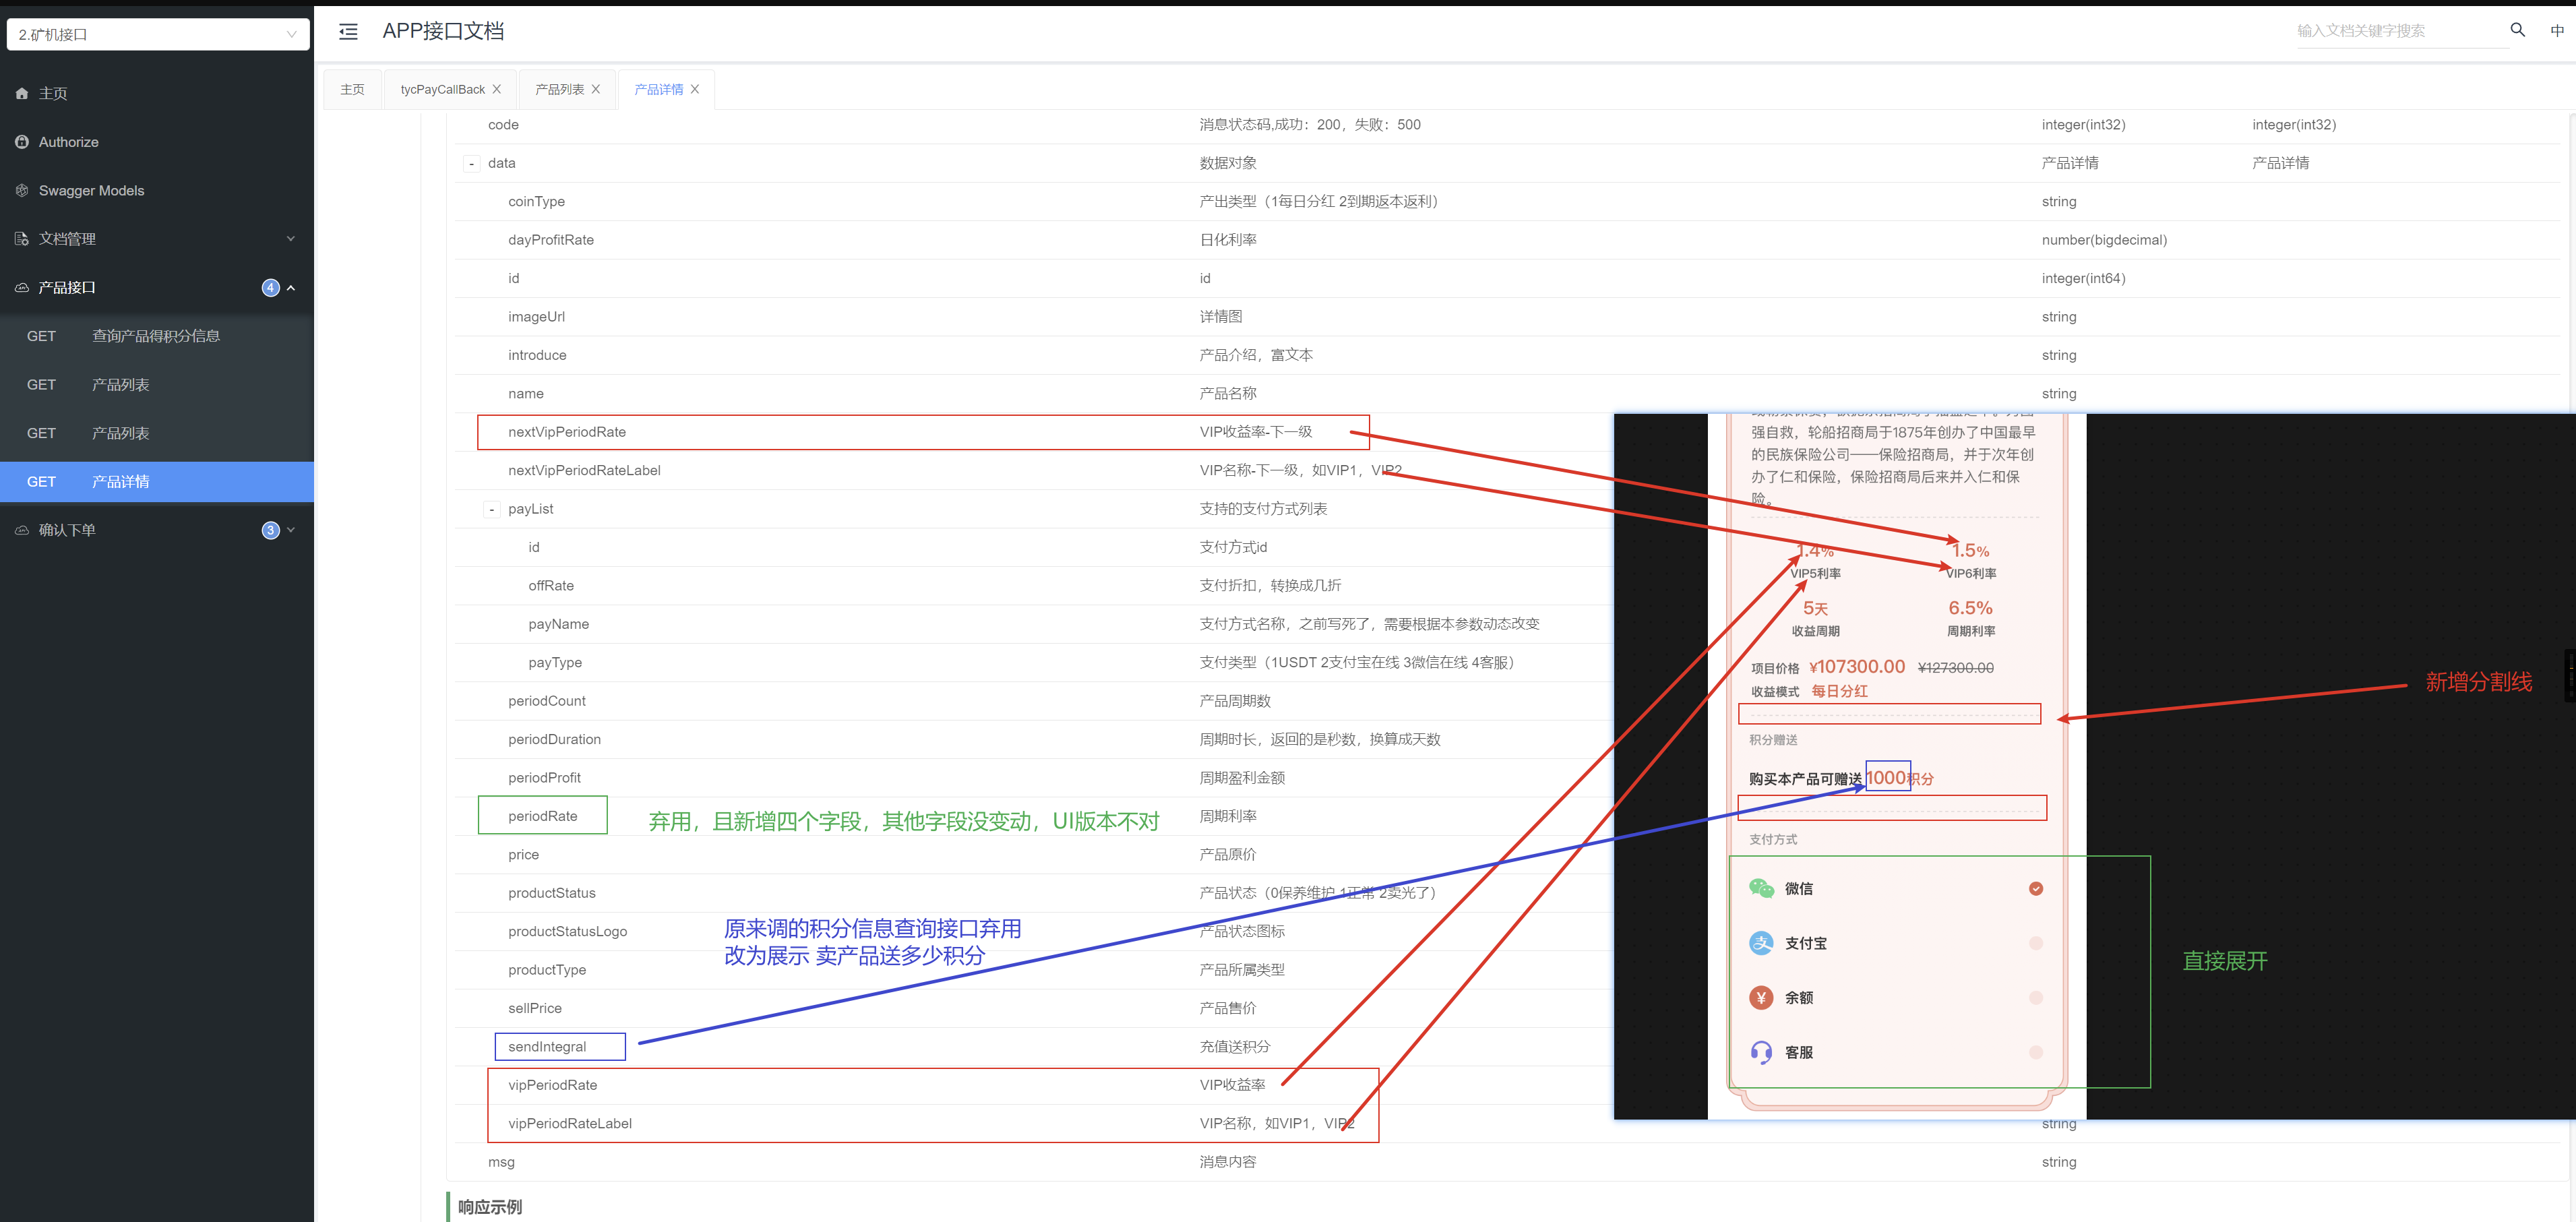 2.矿机接口
APP接口文档
输入文档关键字搜索
中
主页
tycPayCallBack
产品列表
产品详情
主页
Authorize
Swagger Models
文档管理
产品接口 4
GET 查询产品得积分信息
GET 产品列表
GET 产品列表
GET 产品详情
确认下单 3
code 消息状态码,成功：200，失败：500 integer(int32) integer(int32)
- data 数据对象 产品详情 产品详情
coinType 产出类型（1每日分红 2到期返本返利） string
dayProfitRate 日化利率 number(bigdecimal)
id id integer(int64)
imageUrl 详情图 string
introduce 产品介绍，富文本 string
name 产品名称 string
nextVipPeriodRate VIP收益率-下一级
nextVipPeriodRateLabel VIP名称-下一级，如VIP1，VIP2
- payList 支持的支付方式列表
id 支付方式id
offRate 支付折扣，转换成几折
payName 支付方式名称，之前写死了，需要根据本参数动态改变
payType 支付类型（1USDT 2支付宝在线 3微信在线 4客服）
periodCount 产品周期数
periodDuration 周期时长，返回的是秒数，换算成天数
periodProfit 周期盈利金额
periodRate 弃用，且新增四个字段，其他字段没变动，UI版本不对 周期利率
price 产品原价
productStatus 产品状态（0保养维护 1正常 2卖光了）
productStatusLogo 产品状态图标
原来调的积分信息查询接口弃用
改为展示 卖产品送多少积分
productType 产品所属类型
sellPrice 产品售价
sendIntegral 充值送积分
vipPeriodRate VIP收益率
vipPeriodRateLabel VIP名称，如VIP1，VIP2 string
msg 消息内容 string
响应示例
强自救，轮船招商局于1875年创办了中国最早
的民族保险公司——保险招商局，并于次年创
办了仁和保险，保险招商局后来并入仁和保
险。
1.4% 1.5%
VIP5利率 VIP6利率
5天 6.5%
收益周期 周期利率
项目价格 ¥107300.00 ¥127300.00
收益模式 每日分红
新增分割线
积分赠送
购买本产品可赠送 1000积分
支付方式
微信
支付宝
余额
客服
直接展开